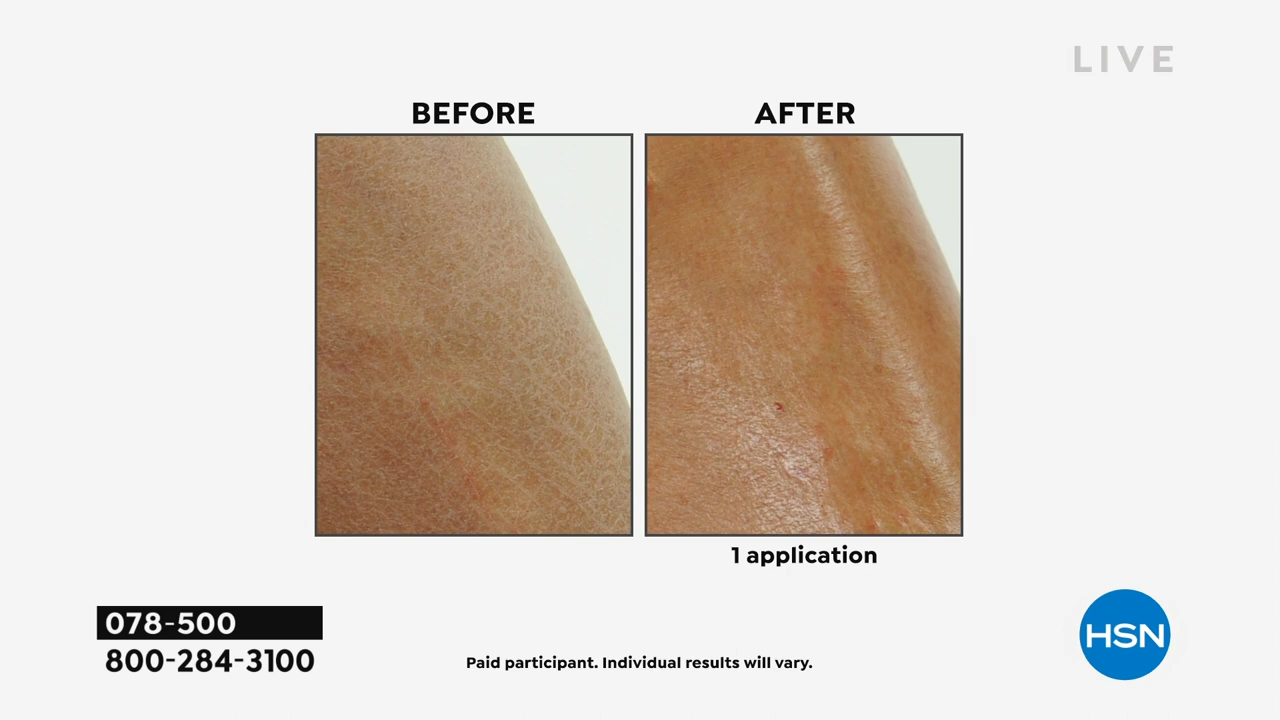 LIVE
BEFORE
AFTER
1 application
078-500
800-284-3100
Paid participant. Individual results will vary.
HSN